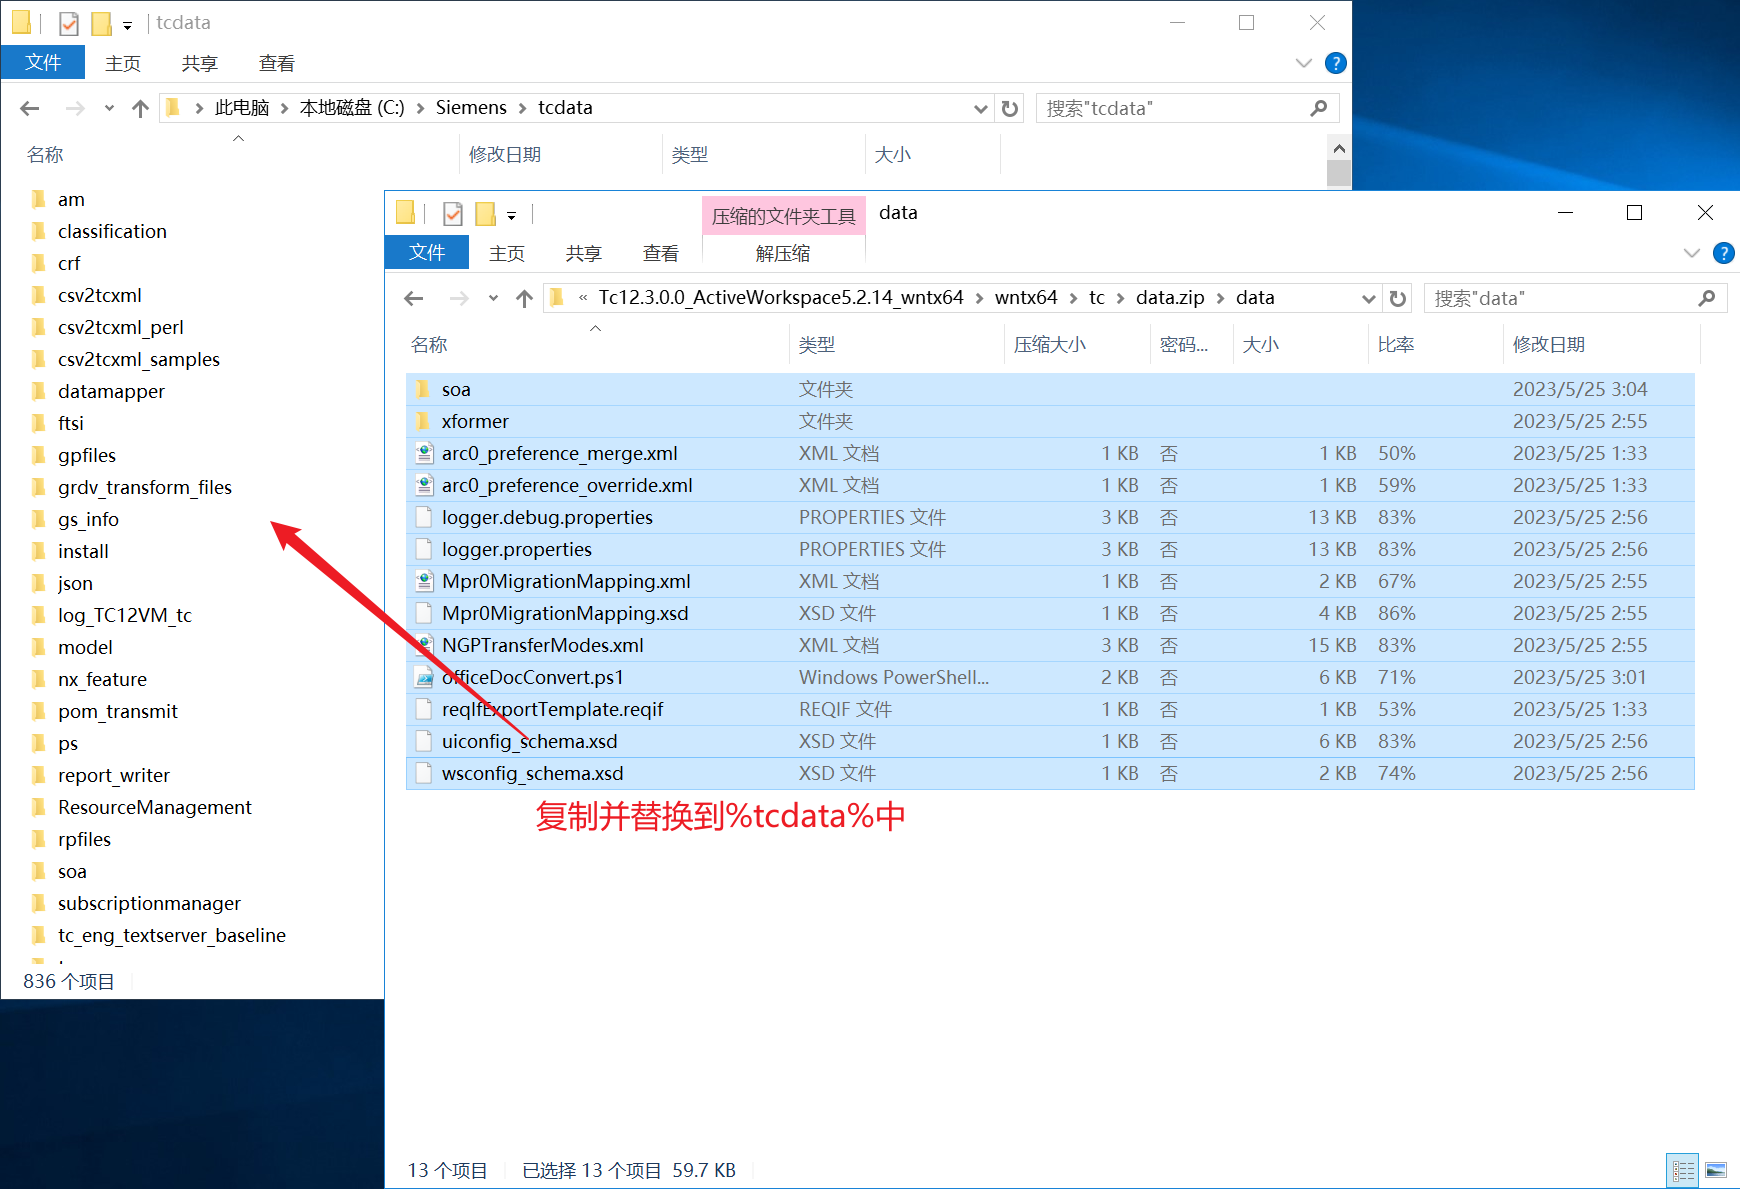 tcdata
文件 主页 共享 查看
此电脑 › 本地磁盘 (C:) › Siemens › tcdata
搜索"tcdata"
名称 修改日期 类型 大小
am
classification
crf
csv2tcxml
csv2tcxml_perl
csv2tcxml_samples
datamapper
ftsi
gpfiles
grdv_transform_files
gs_info
install
json
log_TC12VM_tc
model
nx_feature
pom_transmit
ps
report_writer
ResourceManagement
rpfiles
soa
subscriptionmanager
tc_eng_textserver_baseline
836 个项目
压缩的文件夹工具 data
文件 主页 共享 查看 解压缩
« Tc12.3.0.0_ActiveWorkspace5.2.14_wntx64 › wntx64 › tc › data.zip › data
搜索"data"
名称 类型 压缩大小 密码... 大小 比率 修改日期
soa 文件夹 2023/5/25 3:04
xformer 文件夹 2023/5/25 2:55
arc0_preference_merge.xml XML 文档 1 KB 否 1 KB 50% 2023/5/25 1:33
arc0_preference_override.xml XML 文档 1 KB 否 1 KB 59% 2023/5/25 1:33
logger.debug.properties PROPERTIES 文件 3 KB 否 13 KB 83% 2023/5/25 2:56
logger.properties PROPERTIES 文件 3 KB 否 13 KB 83% 2023/5/25 2:56
Mpr0MigrationMapping.xml XML 文档 1 KB 否 2 KB 67% 2023/5/25 2:55
Mpr0MigrationMapping.xsd XSD 文件 1 KB 否 4 KB 86% 2023/5/25 2:55
NGPTransferModes.xml XML 文档 3 KB 否 15 KB 83% 2023/5/25 2:55
officeDocConvert.ps1 Windows PowerShell... 2 KB 否 6 KB 71% 2023/5/25 3:01
reqIfExportTemplate.reqif REQIF 文件 1 KB 否 1 KB 53% 2023/5/25 1:33
uiconfig_schema.xsd XSD 文件 1 KB 否 6 KB 83% 2023/5/25 2:56
wsconfig_schema.xsd XSD 文件 1 KB 否 2 KB 74% 2023/5/25 2:56
复制并替换到%tcdata%中
13 个项目 已选择 13 个项目 59.7 KB